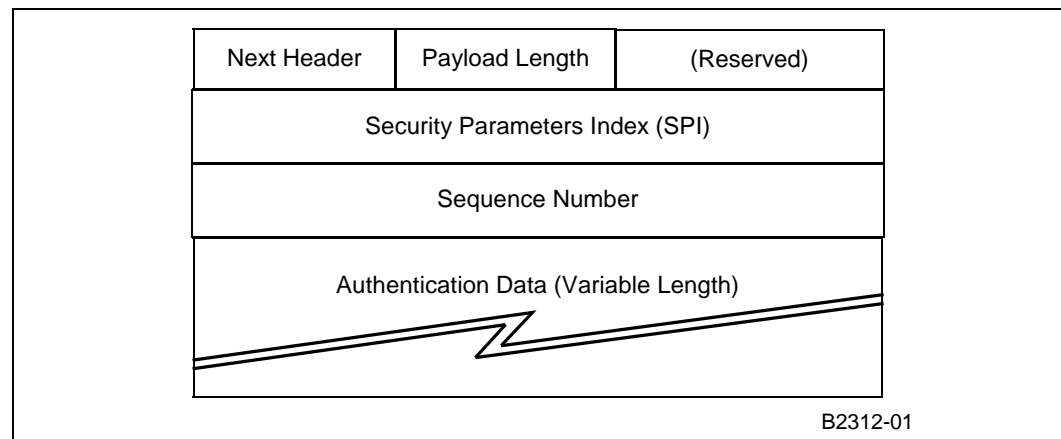 Next Header Payload Length (Reserved)
Security Parameters Index (SPI)
Sequence Number
Authentication Data (Variable Length)
B2312-01